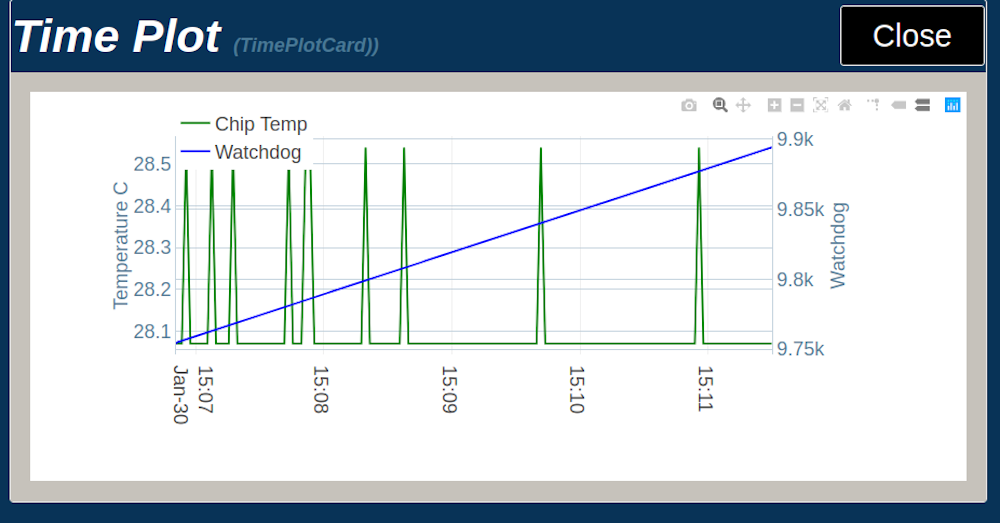 Time Plot (TimePlotCard))
Close
Chip Temp
Watchdog
9.9k
28.5
28.4
9.85k
28.3
9.8k
28.2
28.1
9.75k
Temperature C
Watchdog
15:07
Jan-30
15:08
15:09
15:10
15:11